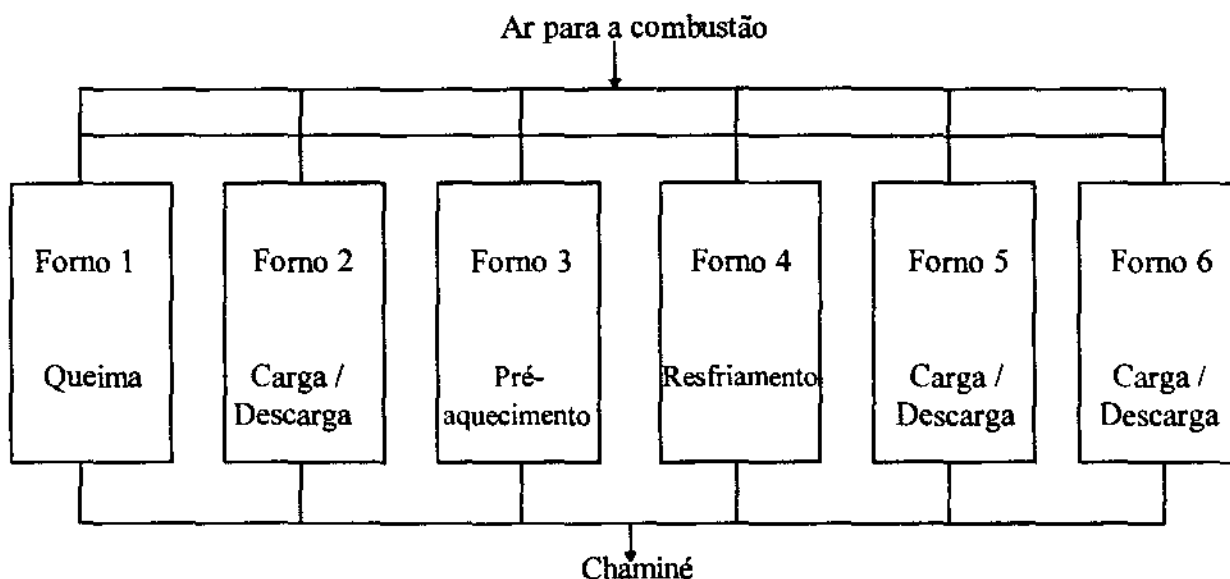 Ar para a combustão
Forno 1
Forno 2
Forno 3
Forno 4
Forno 5
Forno 6
Queima
Carga /
Descarga
Pré-
aquecimento
Resfriamento
Carga /
Descarga
Carga /
Descarga
Chaminé